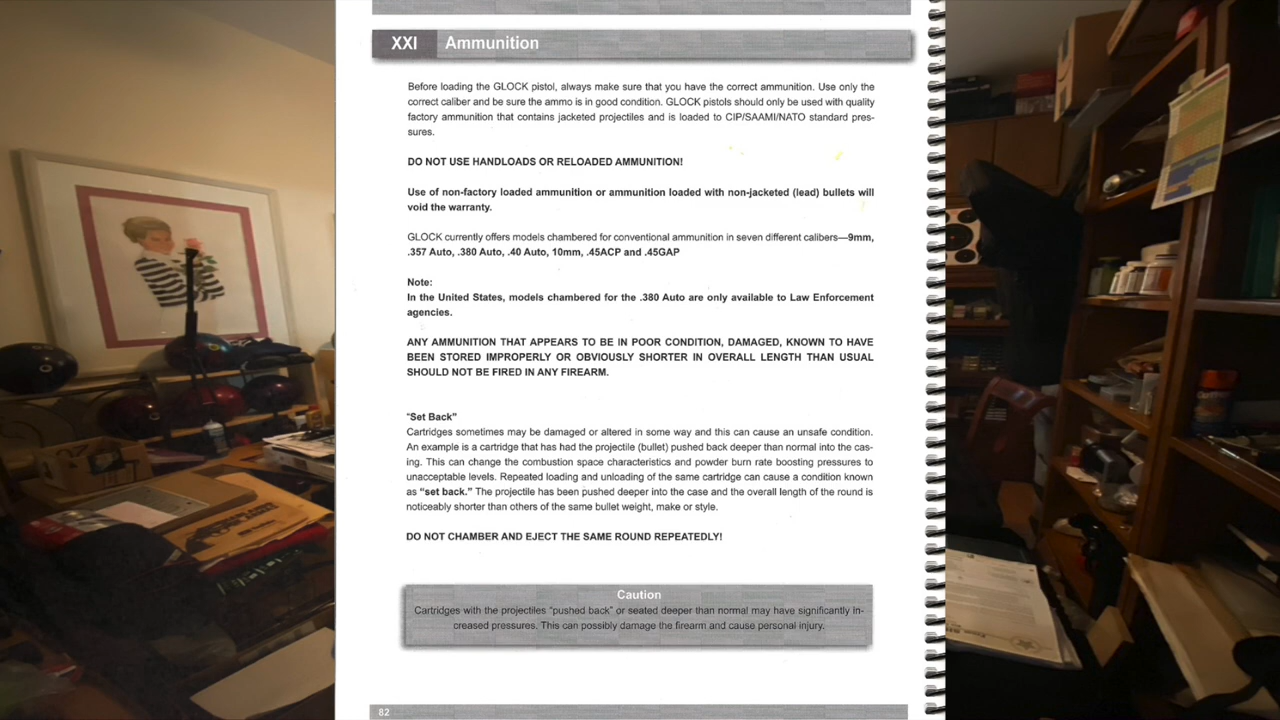 XXI Ammunition
Before loading the GLOCK pistol, always make sure that you have the correct ammunition. Use only the
correct caliber and be sure the ammo is in good condition. GLOCK pistols should only be used with quality
factory ammunition that contains jacketed projectiles and is loaded to CIP/SAAMI/NATO standard pres-
sures.
DO NOT USE HANDLOADS OR RELOADED AMMUNITION!
Use of non-factory loaded ammunition or ammunition loaded with non-jacketed (lead) bullets will
void the warranty.
GLOCK currently offers models chambered for conventional ammunition in seven different calibers—9mm,
.357 Auto, .380 Auto, .40 Auto, 10mm, .45ACP and .45GAP
Note:
In the United States, models chambered for the .380 Auto are only available to Law Enforcement
agencies.
ANY AMMUNITION THAT APPEARS TO BE IN POOR CONDITION, DAMAGED, KNOWN TO HAVE
BEEN STORED IMPROPERLY OR OBVIOUSLY SHORTER IN OVERALL LENGTH THAN USUAL
SHOULD NOT BE FIRED IN ANY FIREARM.
"Set Back"
Cartridges sometimes may be damaged or altered in some way and this can cause an unsafe condition.
An example is a cartridge that has had the projectile (bullet) pushed back deeper than normal into the cas-
ing. This can change the combustion space characteristics and powder burn rate boosting pressures to
unacceptable levels. Repeated loading and unloading of the same cartridge can cause a condition known
as "set back." The projectile has been pushed deeper into the case and the overall length of the round is
noticeably shorter than others of the same bullet weight, make or style.
DO NOT CHAMBER AND EJECT THE SAME ROUND REPEATEDLY!
Caution
Cartridges with the projectiles "pushed back" or seated deeper than normal may have significantly in-
creased pressures. This can possibly damage the firearm and cause personal injury.
82